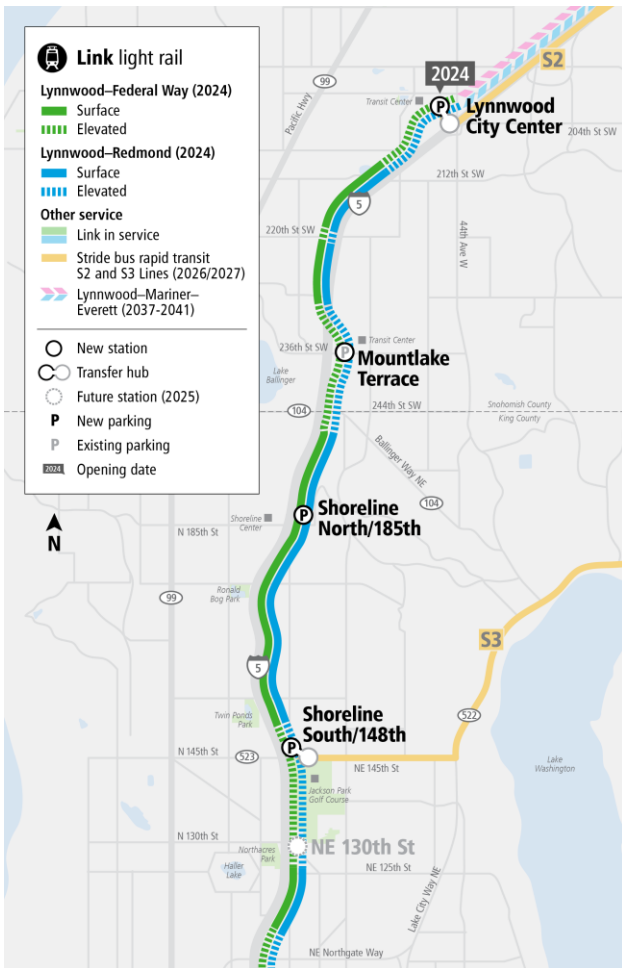 Link light rail
Lynnwood–Federal Way (2024)
Surface
Elevated
Lynnwood–Redmond (2024)
Surface
Elevated
Other service
Link in service
Stride bus rapid transit
S2 and S3 Lines (2026/2027)
Lynnwood–Mariner–
Everett (2037-2041)
New station
Transfer hub
Future station (2025)
P New parking
P Existing parking
2024 Opening date
N
S2
99
2024
Transit Center
P
Lynnwood
City Center
Pacific Hwy
204th St SW
212th St SW
5
220th St SW
44th Ave W
236th St SW
Transit Center
P
Mountlake
Terrace
Lake
Ballinger
104
244th St SW
Snohomish County
King County
Ballinger Way NE
104
Shoreline
Center
P
Shoreline
North/185th
N 185th St
99
Ronald
Bog Park
S3
5
Twin Ponds
Park
Shoreline
South/148th
522
P
N 145th St
523
NE 145th St
Lake
Washington
Jackson Park
Golf Course
N 130th St
Northacres
Park
NE 130th St
Haller
Lake
NE 125th St
Lake City Way NE
NE Northgate Way